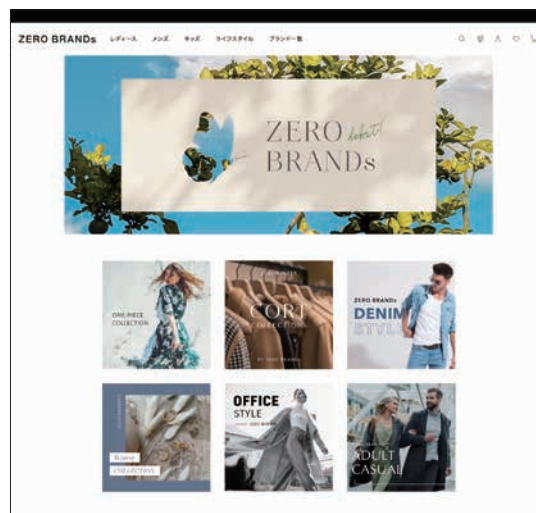 ZERO BRANDs
レディース メンズ キッズ ライフスタイル ブランド一覧
ZERO debut!
BRANDs
ONE-PIECE
COLLECTION
COLLECTIONS
ZERO BRANDs
DENIM
STYLE
COLLECTION
OFFICE
STYLE
ADULT
CASUAL